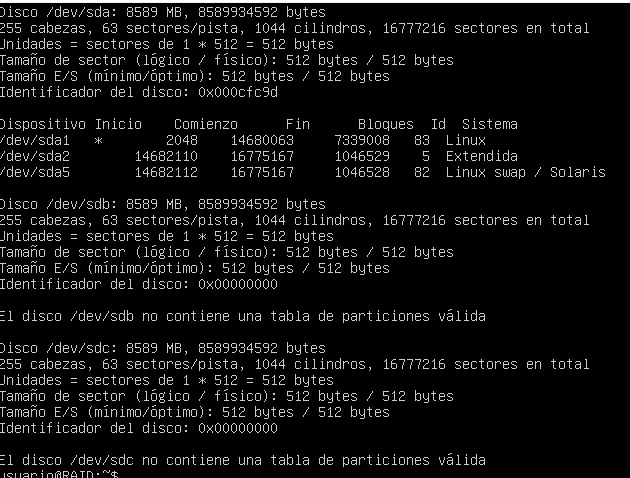 Disco /dev/sda: 8589 MB, 8589934592 bytes
255 cabezas, 63 sectores/pista, 1044 cilindros, 16777216 sectores en total
Unidades = sectores de 1 * 512 = 512 bytes
Tamaño de sector (lógico / físico): 512 bytes / 512 bytes
Tamaño E/S (mínimo/óptimo): 512 bytes / 512 bytes
Identificador del disco: 0x000cfc9d
Dispositivo Inicio    Comienzo      Fin      Bloques  Id  Sistema
/dev/sda1   *        2048    14680063     7339008   83  Linux
/dev/sda2        14682110    16775167     1046529    5  Extendida
/dev/sda5        14682112    16775167     1046528   82  Linux swap / Solaris
Disco /dev/sdb: 8589 MB, 8589934592 bytes
255 cabezas, 63 sectores/pista, 1044 cilindros, 16777216 sectores en total
Unidades = sectores de 1 * 512 = 512 bytes
Tamaño de sector (lógico / físico): 512 bytes / 512 bytes
Tamaño E/S (mínimo/óptimo): 512 bytes / 512 bytes
Identificador del disco: 0x00000000
El disco /dev/sdb no contiene una tabla de particiones válida
Disco /dev/sdc: 8589 MB, 8589934592 bytes
255 cabezas, 63 sectores/pista, 1044 cilindros, 16777216 sectores en total
Unidades = sectores de 1 * 512 = 512 bytes
Tamaño de sector (lógico / físico): 512 bytes / 512 bytes
Tamaño E/S (mínimo/óptimo): 512 bytes / 512 bytes
Identificador del disco: 0x00000000
El disco /dev/sdc no contiene una tabla de particiones válida
usuario@RAID:~$